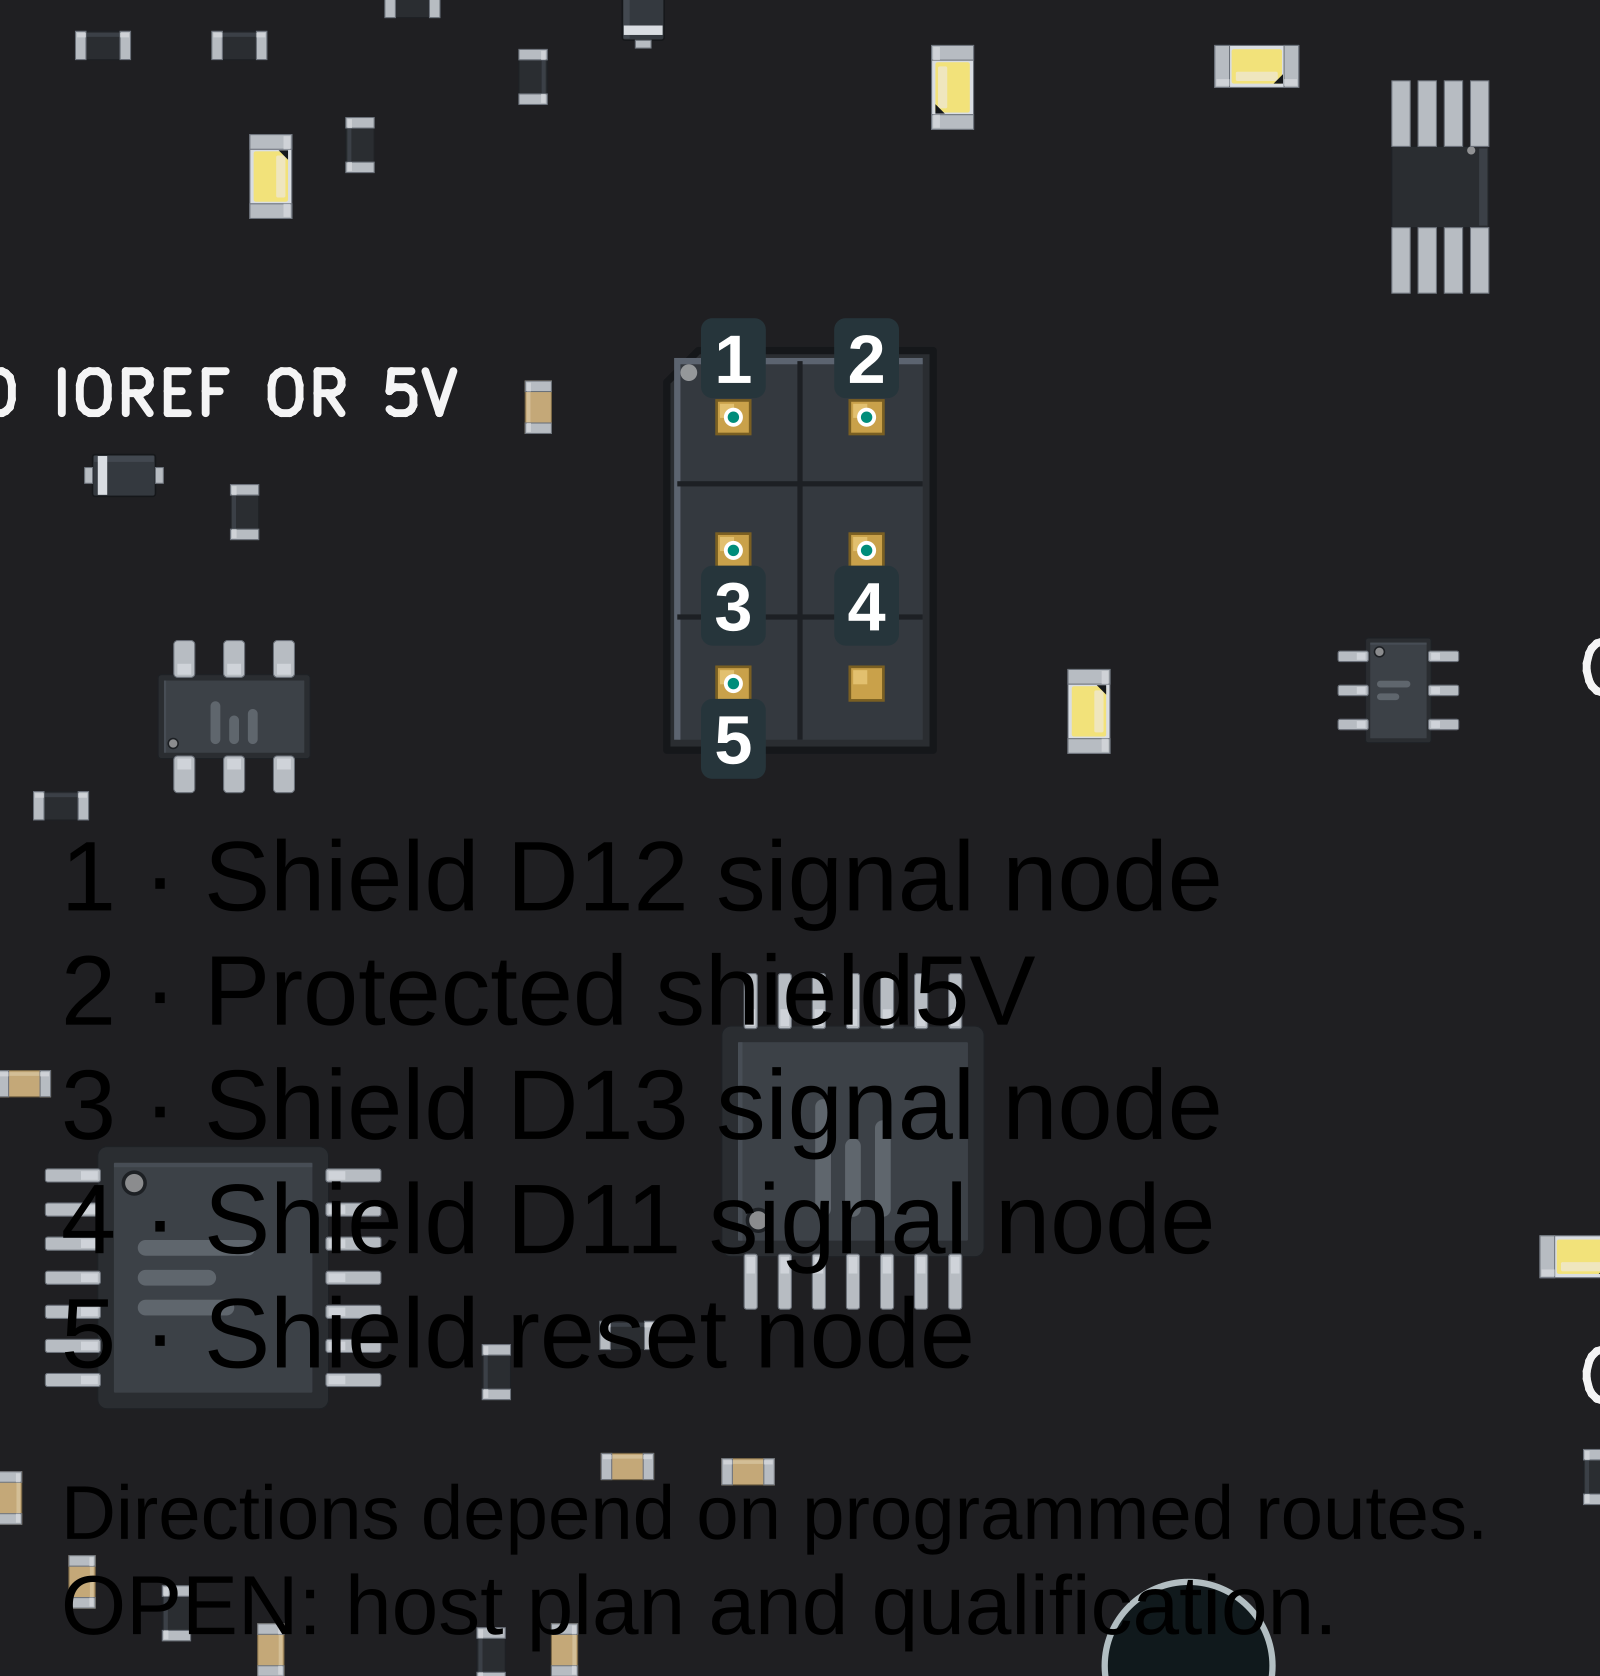 IOREF OR 5V
1 2
3 4
5
1 · Shield D12 signal node
2 · Protected shield5V
3 · Shield D13 signal node
4 · Shield D11 signal node
5 · Shield reset node
Directions depend on programmed routes.
OPEN: host plan and qualification.